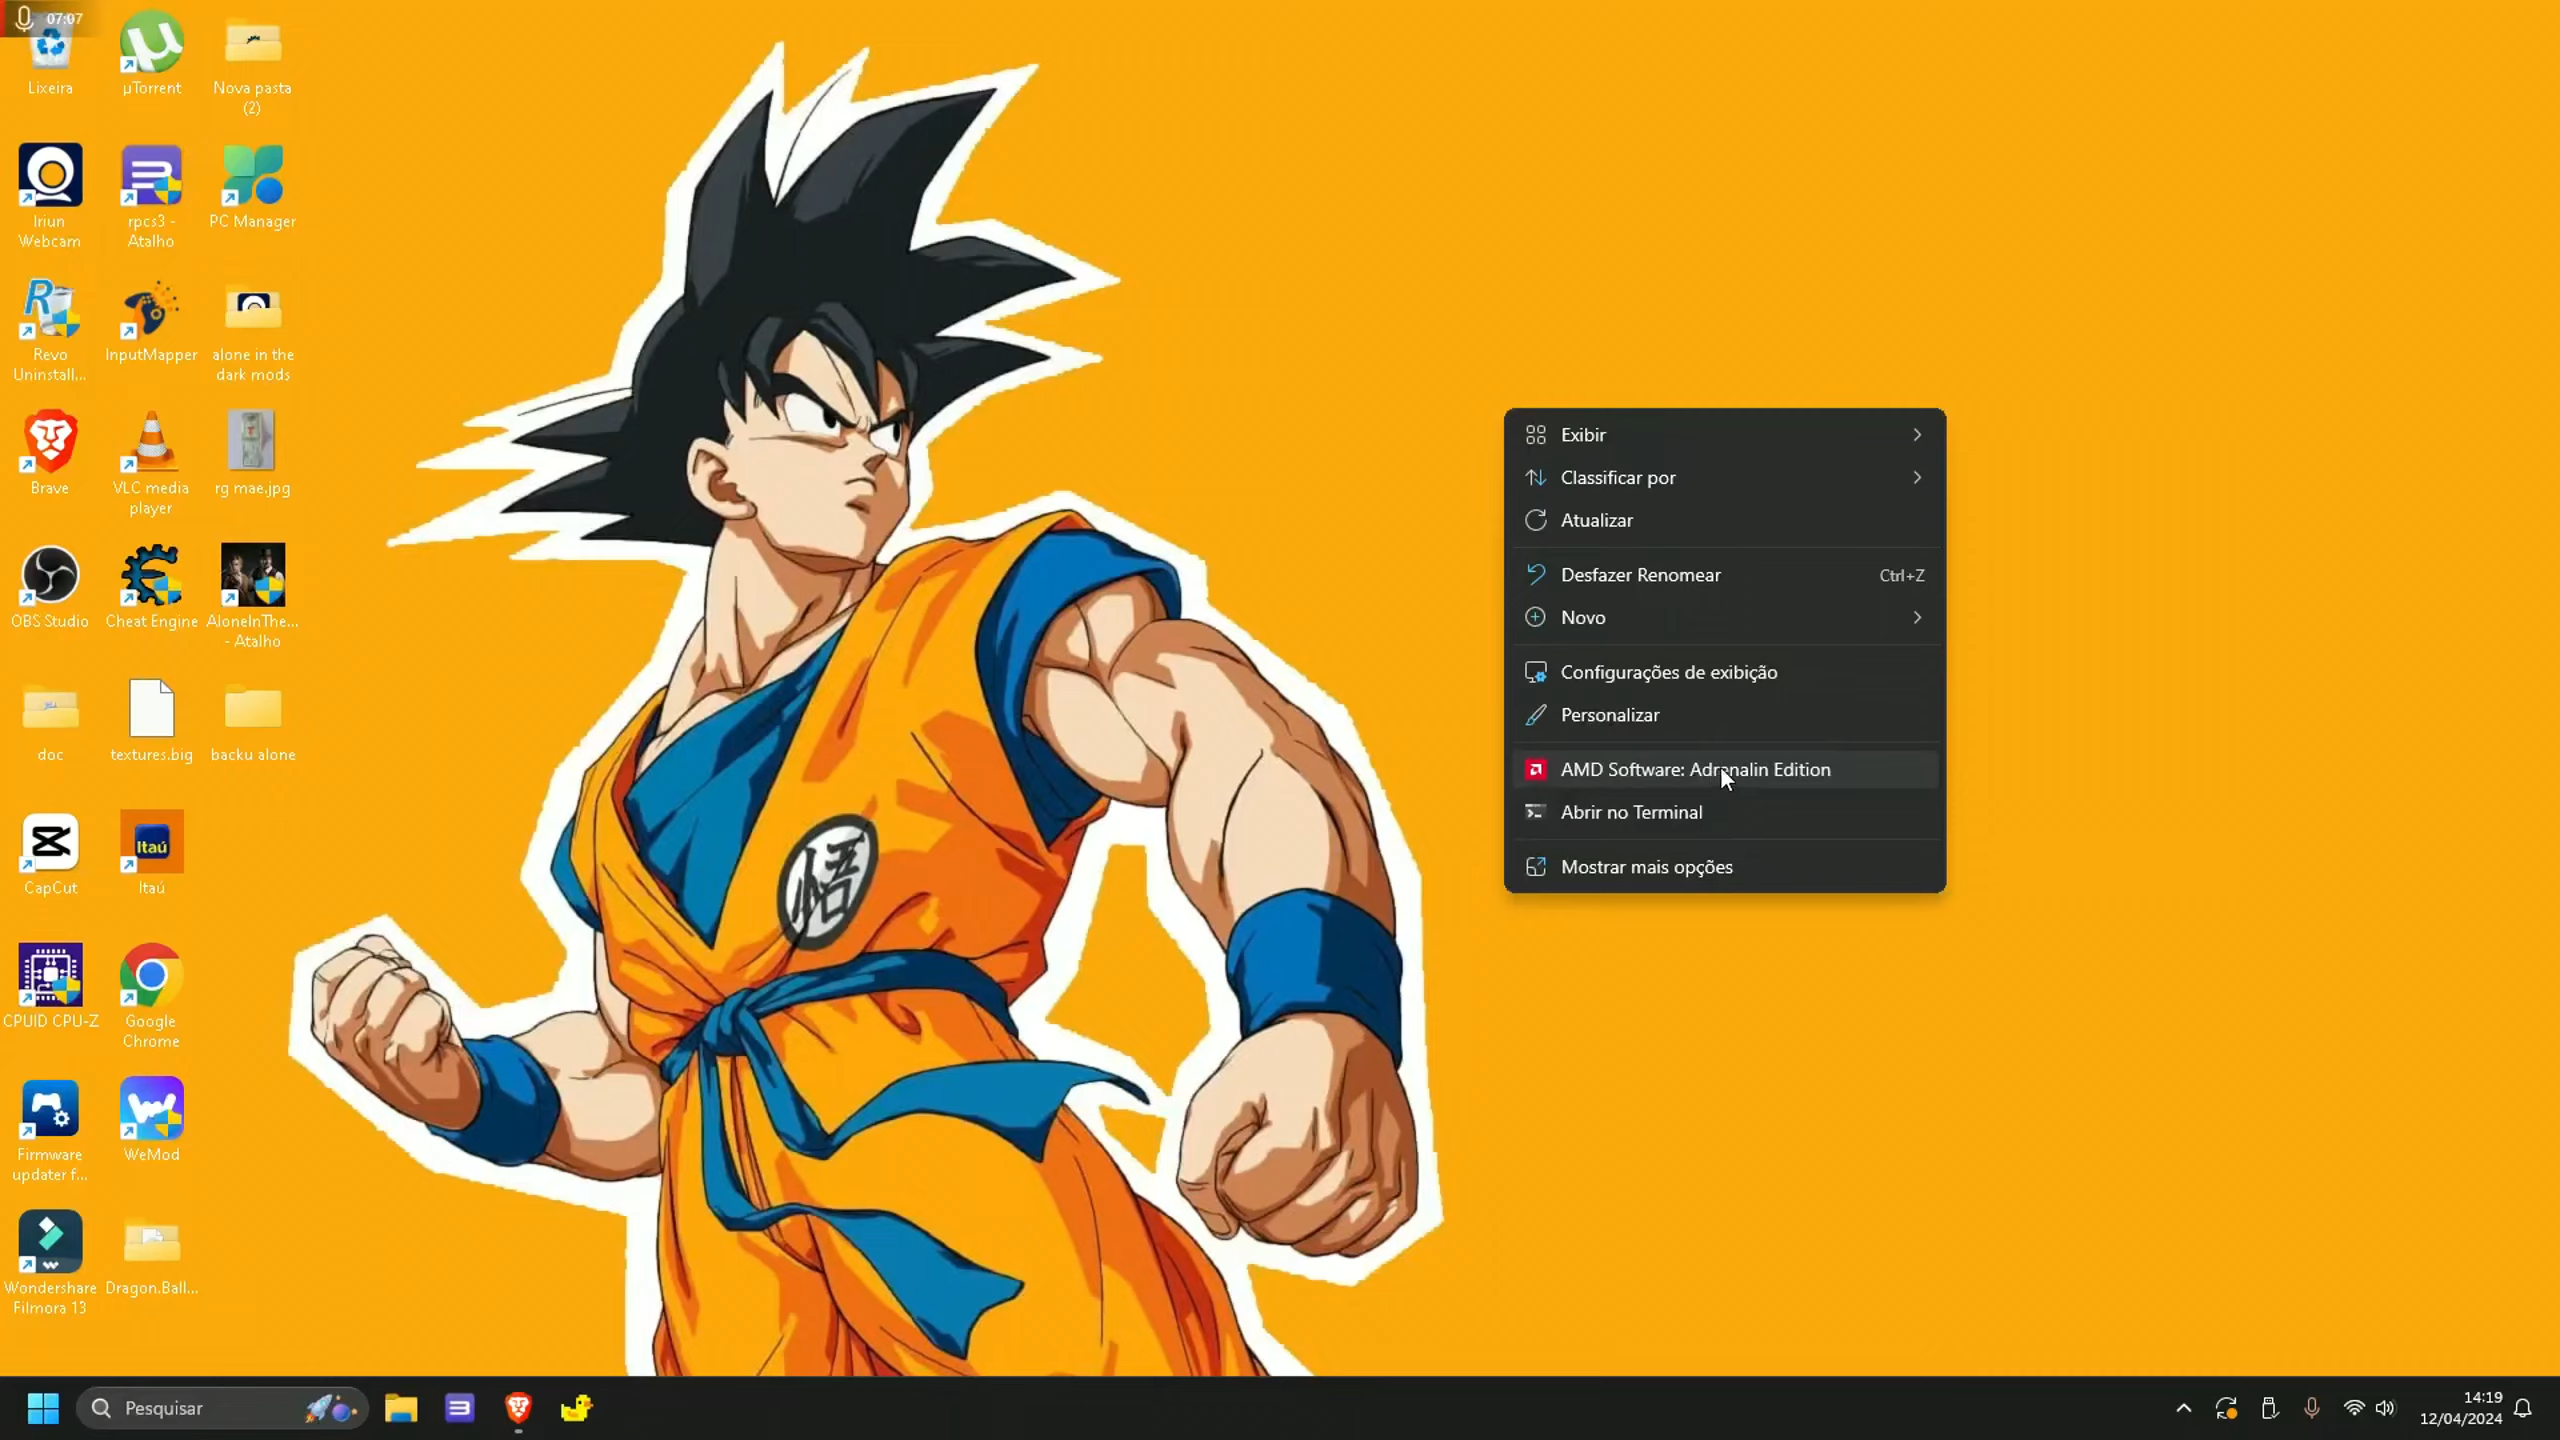 07:07
Lixeira
µTorrent
Nova pasta
(2)
Iriun
Webcam
rpcs3 -
Atalho
PC Manager
Revo
Uninstall...
InputMapper
alone in the
dark mods
Brave
VLC media
player
rg mae.jpg
OBS Studio
Cheat Engine
AloneInThe...
- Atalho
doc
textures.big
backu alone
CapCut
Itaú
Itaú
CPUID CPU-Z
Google
Chrome
Firmware
updater f...
WeMod
Wondershare
Filmora 13
Dragon.Ball...
悟
Exibir
Classificar por
Atualizar
Desfazer Renomear Ctrl+Z
Novo
Configurações de exibição
Personalizar
AMD Software: Adrenalin Edition
Abrir no Terminal
Mostrar mais opções
Pesquisar
14:19
12/04/2024